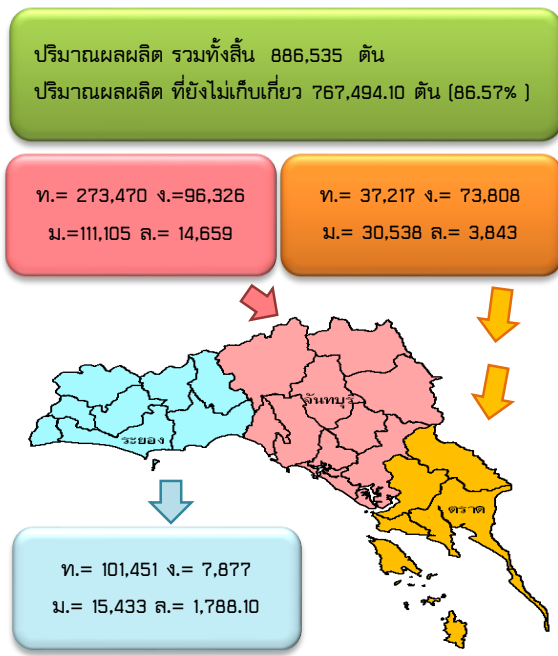 ปริมาณผลผลิต รวมทั้งสิ้น 886,535 ตัน
ปริมาณผลผลิต ที่ยังไม่เก็บเกี่ยว 767,494.10 ตัน (86.57% )
ท.= 273,470 ง.=96,326
ม.=111,105 ล.= 14,659
ท.= 37,217 ง.= 73,808
ม.= 30,538 ล.= 3,843
จันทบุรี
ระยอง
ตราด
ท.= 101,451 ง.= 7,877
ม.= 15,433 ล.= 1,788.10